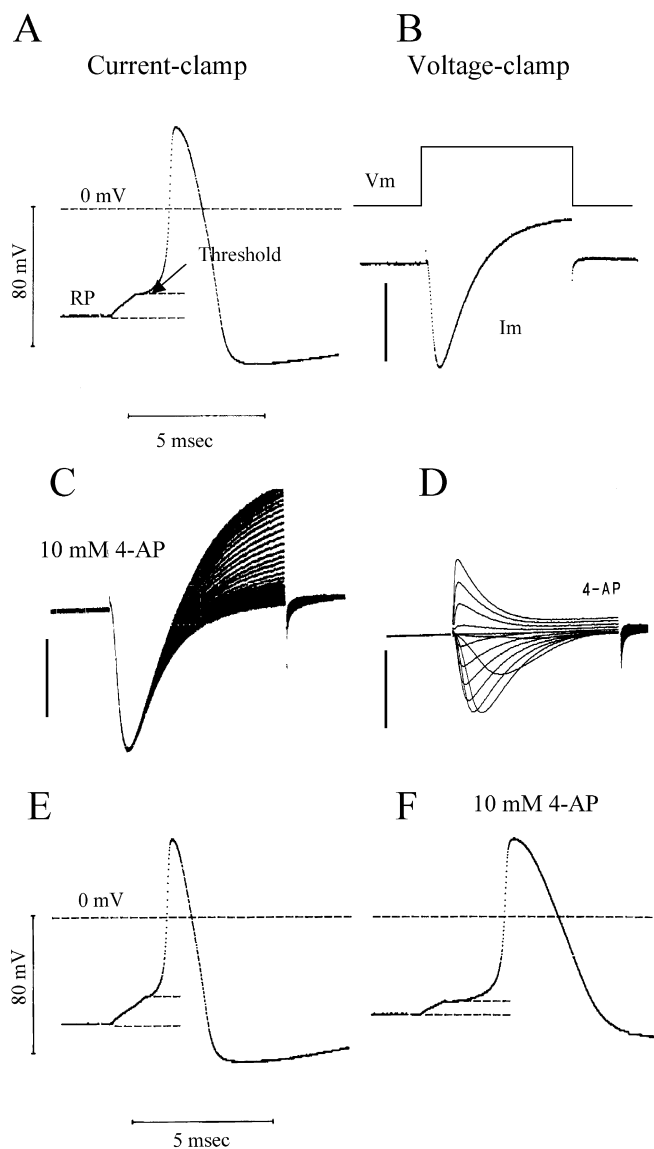 A
Current-clamp
B
Voltage-clamp
0 mV
Threshold
RP
80 mV
5 msec
Vm
Im
C
10 mM 4-AP
D
4-AP
E
0 mV
80 mV
5 msec
F
10 mM 4-AP